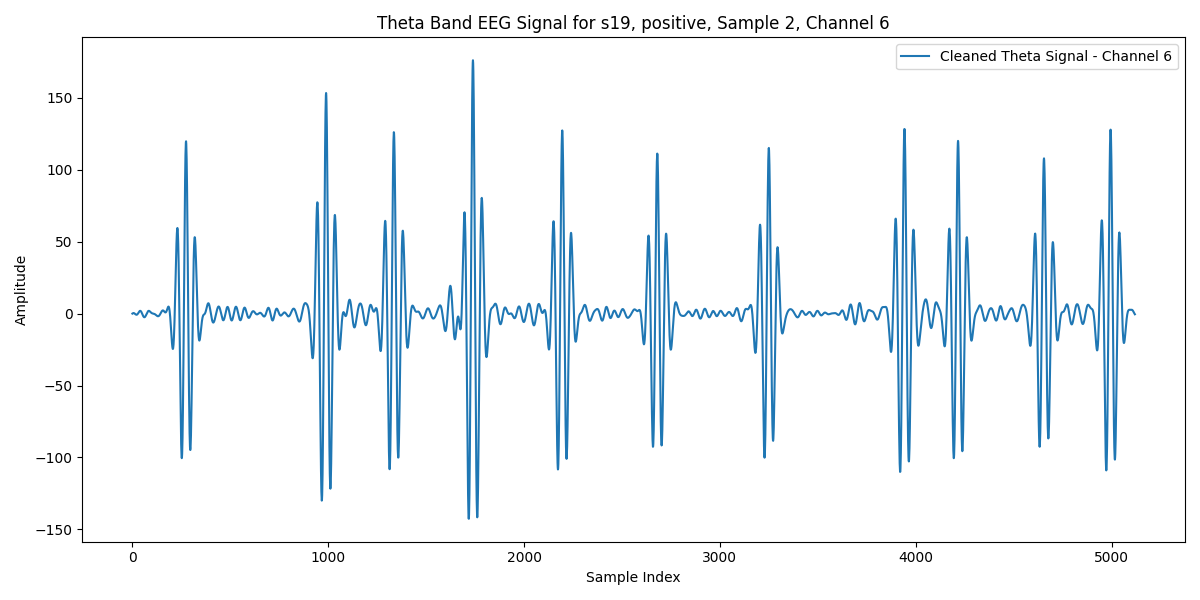 Theta Band EEG Signal for s19, positive, Sample 2, Channel 6
Cleaned Theta Signal - Channel 6
150
100
50
0
−50
−100
−150
Amplitude
0 1000 2000 3000 4000 5000
Sample Index